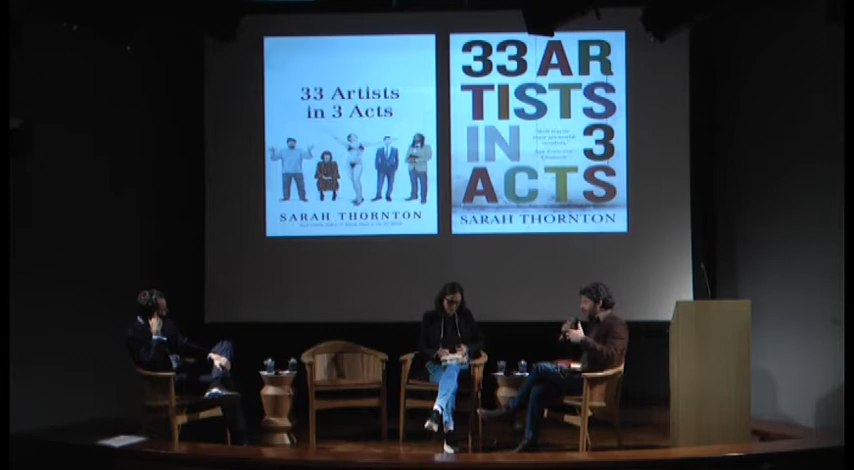 33 Artists
in 3 Acts
SARAH THORNTON
33 AR
TISTS
IN 3
ACTS
SARAH THORNTON